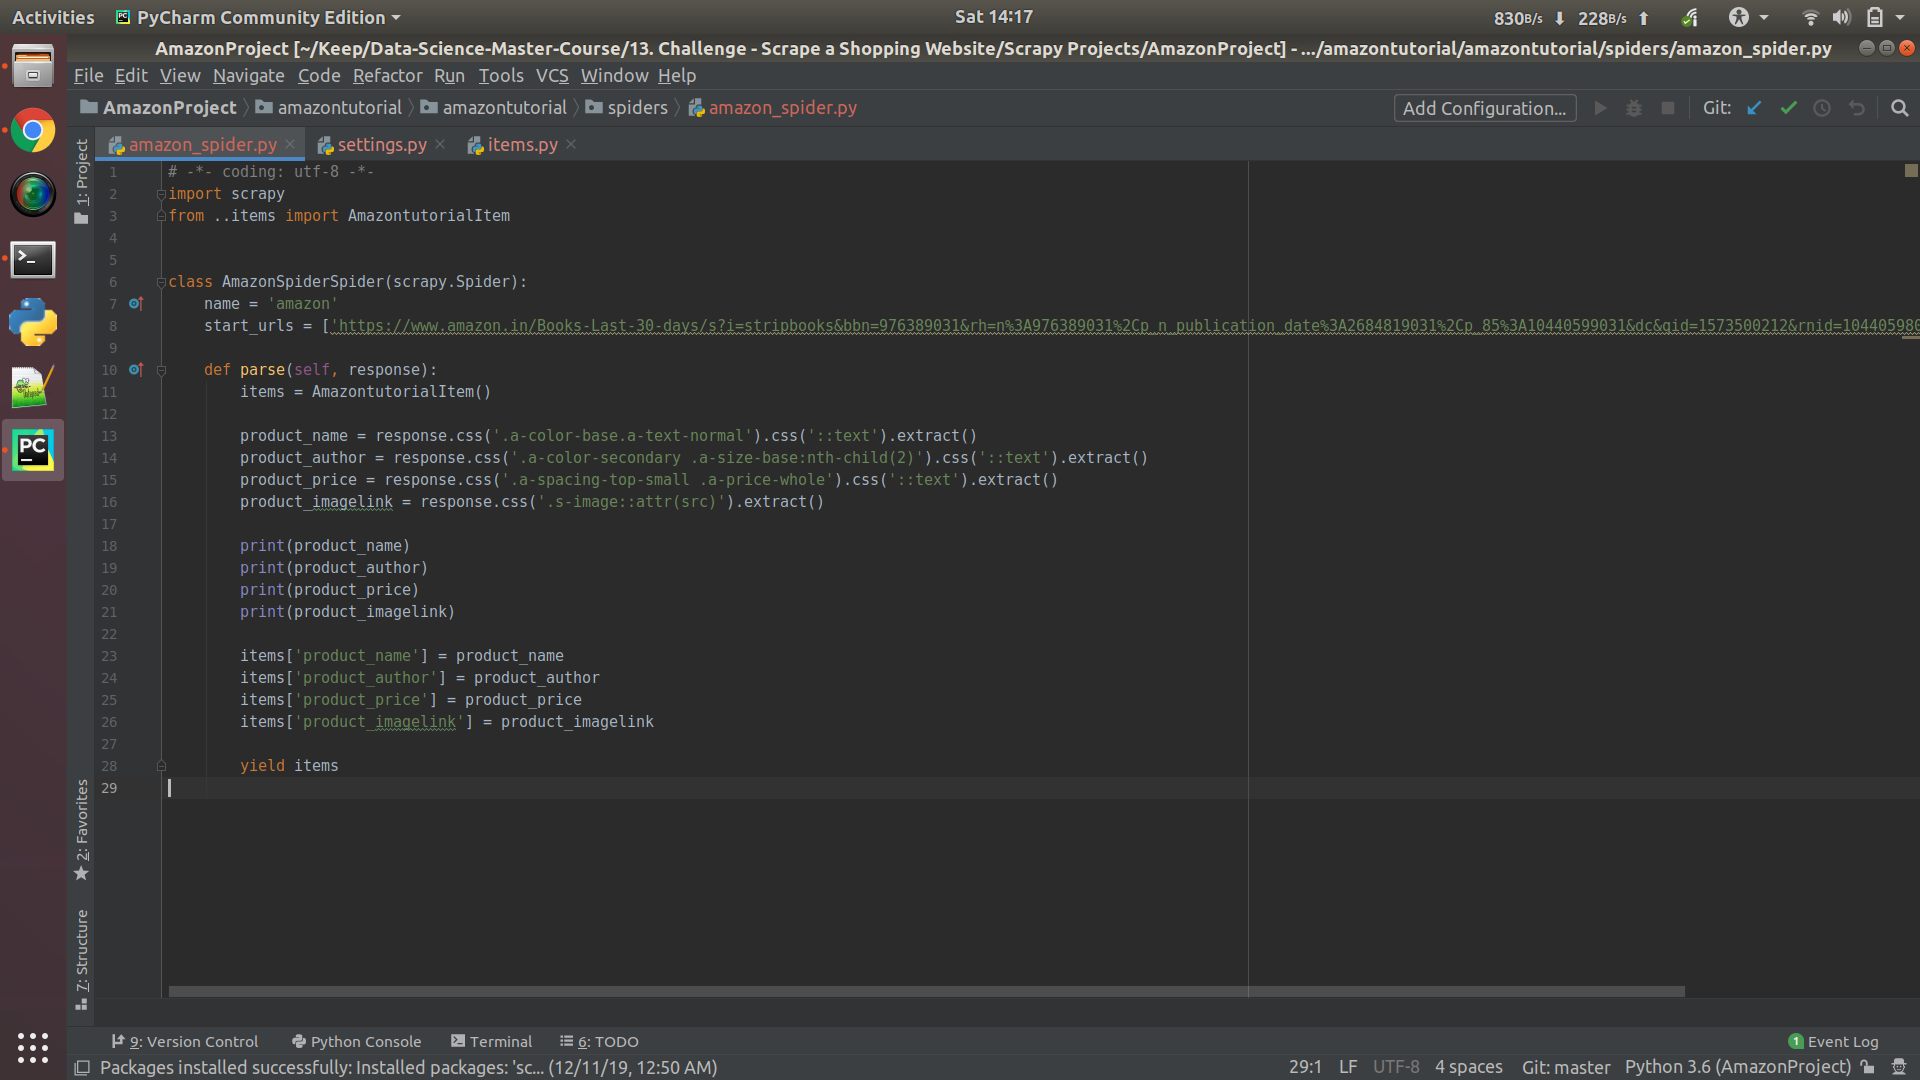 Activities PyCharm Community Edition Sat 14:17 830B/s 228B/s
AmazonProject [~/Keep/Data-Science-Master-Course/13. Challenge - Scrape a Shopping Website/Scrapy Projects/AmazonProject] - .../amazontutorial/amazontutorial/spiders/amazon_spider.py
File Edit View Navigate Code Refactor Run Tools VCS Window Help
AmazonProject amazontutorial amazontutorial spiders amazon_spider.py Add Configuration... Git:
amazon_spider.py settings.py items.py
1: Project
1 # -*- coding: utf-8 -*-
2 import scrapy
3 from ..items import AmazontutorialItem
4
5
6 class AmazonSpiderSpider(scrapy.Spider):
7 name = 'amazon'
8 start_urls = ['https://www.amazon.in/Books-Last-30-days/s?i=stripbooks&bbn=976389031&rh=n%3A976389031%2Cp_n_publication_date%3A2684819031%2Cp_85%3A10440599031&dc&qid=1573500212&rnid=104405980
9
10 def parse(self, response):
11 items = AmazontutorialItem()
12
13 product_name = response.css('.a-color-base.a-text-normal').css('::text').extract()
14 product_author = response.css('.a-color-secondary .a-size-base:nth-child(2)').css('::text').extract()
15 product_price = response.css('.a-spacing-top-small .a-price-whole').css('::text').extract()
16 product_imagelink = response.css('.s-image::attr(src)').extract()
17
18 print(product_name)
19 print(product_author)
20 print(product_price)
21 print(product_imagelink)
22
23 items['product_name'] = product_name
24 items['product_author'] = product_author
25 items['product_price'] = product_price
26 items['product_imagelink'] = product_imagelink
27
28 yield items
29
2: Favorites
7: Structure
9: Version Control Python Console Terminal 6: TODO 1 Event Log
Packages installed successfully: Installed packages: 'sc... (12/11/19, 12:50 AM) 29:1 LF UTF-8 4 spaces Git: master Python 3.6 (AmazonProject)